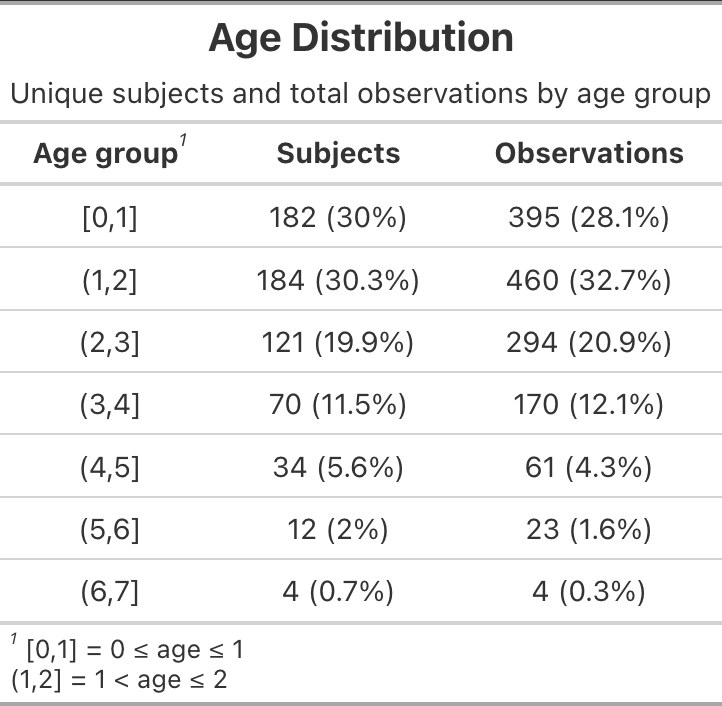 Age Distribution
Unique subjects and total observations by age group
Age group1 Subjects Observations
[0,1] 182 (30%) 395 (28.1%)
(1,2] 184 (30.3%) 460 (32.7%)
(2,3] 121 (19.9%) 294 (20.9%)
(3,4] 70 (11.5%) 170 (12.1%)
(4,5] 34 (5.6%) 61 (4.3%)
(5,6] 12 (2%) 23 (1.6%)
(6,7] 4 (0.7%) 4 (0.3%)
1 [0,1] = 0 ≤ age ≤ 1
(1,2] = 1 < age ≤ 2